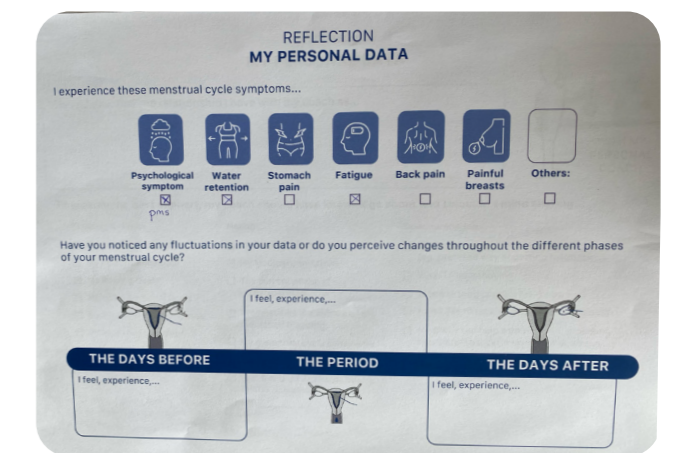 REFLECTION
MY PERSONAL DATA
I experience these menstrual cycle symptoms...
Psychological symptom
Water retention
Stomach pain
Fatigue
Back pain
Painful breasts
Others:
pms
Have you noticed any fluctuations in your data or do you perceive changes throughout the different phases
of your menstrual cycle?
I feel, experience,...
THE DAYS BEFORE
THE PERIOD
THE DAYS AFTER
I feel, experience,...
I feel, experience,...